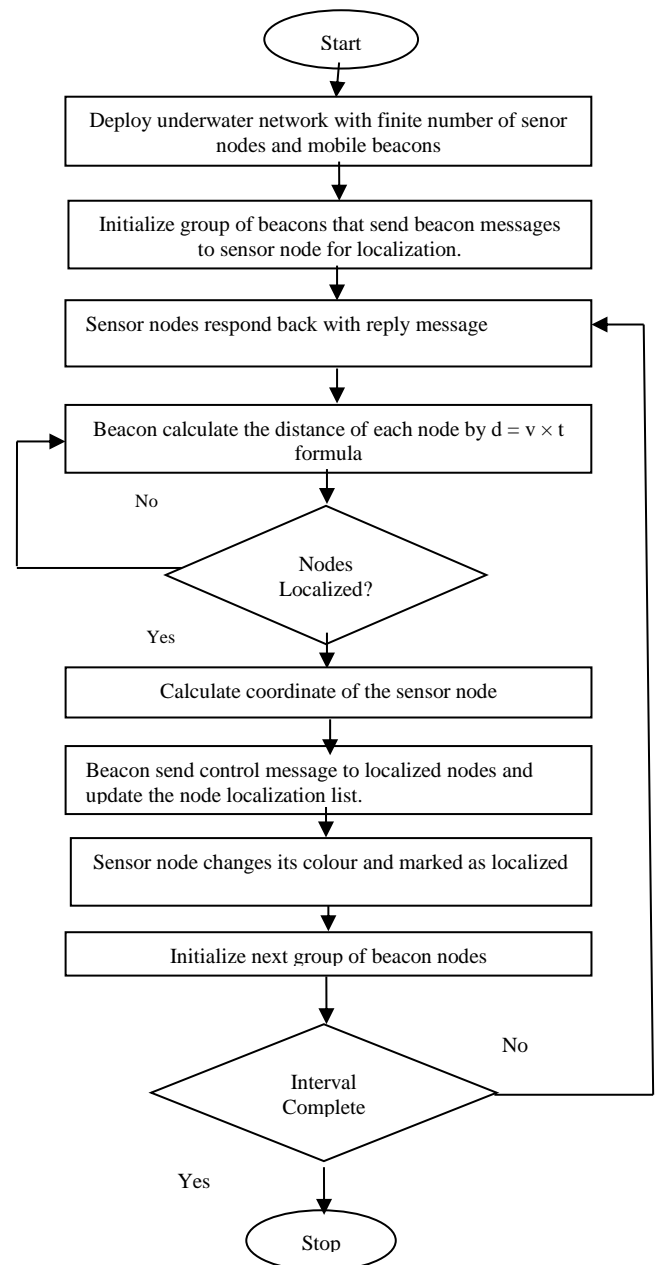 Start
Deploy underwater network with finite number of senor
nodes and mobile beacons
Initialize group of beacons that send beacon messages
to sensor node for localization.
Sensor nodes respond back with reply message
Beacon calculate the distance of each node by d = v × t
formula
No
Nodes
Localized?
Yes
Calculate coordinate of the sensor node
Beacon send control message to localized nodes and
update the node localization list.
Sensor node changes its colour and marked as localized
Initialize next group of beacon nodes
No
Interval
Complete
Yes
Stop